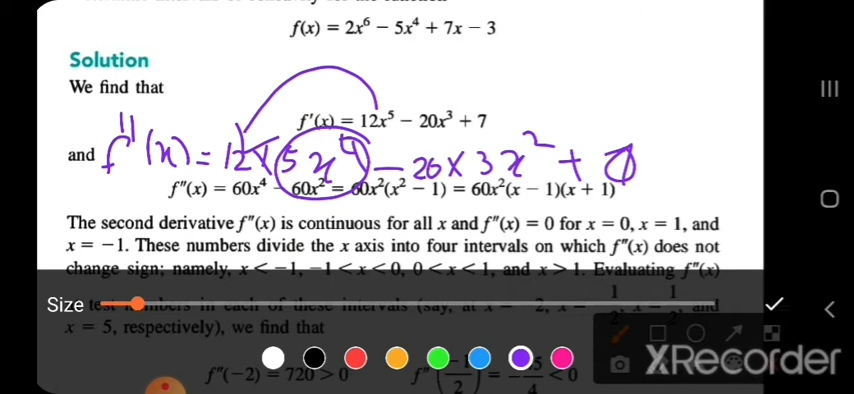 f(x) = 2x⁶ − 5x⁴ + 7x − 3
Solution
We find that
f'(x) = 12x⁵ − 20x³ + 7
f''(x) = 12 × 5x⁴ − 20 × 3x² + 0
and
f"(x) = 60x⁴ − 60x² = 60x²(x² − 1) = 60x²(x − 1)(x + 1)
The second derivative f"(x) is continuous for all x and f"(x) = 0 for x = 0, x = 1, and
x = −1. These numbers divide the x axis into four intervals on which f"(x) does not
change sign; namely, x < −1, −1 < x < 0, 0 < x < 1, and x > 1. Evaluating f"(x)
Size
x = 5, respectively), we find that
XRecorder
f"(−2) = 720 > 0